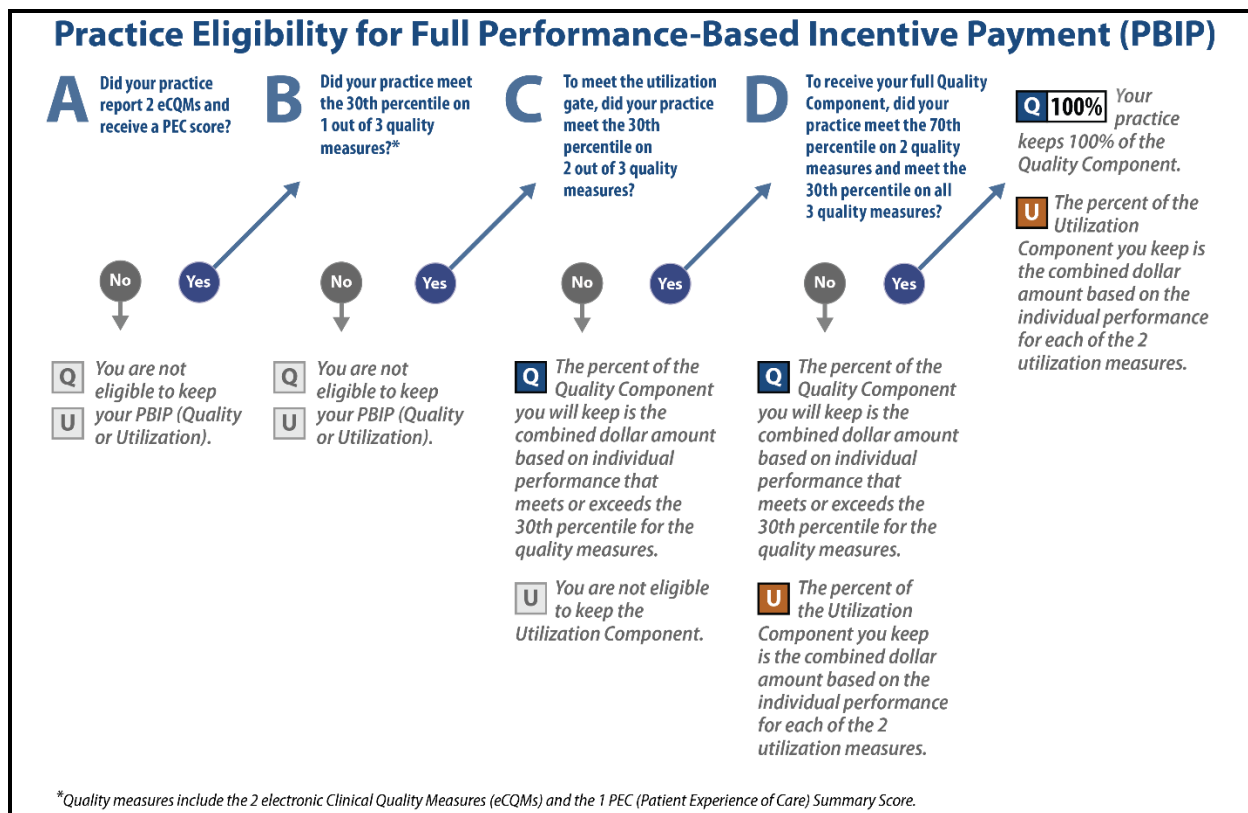 Practice Eligibility for Full Performance-Based Incentive Payment (PBIP)
A
Did your practice
report 2 eCQMs and
receive a PEC score?
No
Yes
Q
U
You are not
eligible to keep
your PBIP (Quality
or Utilization).
B
Did your practice meet
the 30th percentile on
1 out of 3 quality
measures?*
No
Yes
Q
U
You are not
eligible to keep
your PBIP (Quality
or Utilization).
C
To meet the utilization
gate, did your practice
meet the 30th
percentile on
2 out of 3 quality
measures?
No
Yes
Q The percent of the
Quality Component
you will keep is the
combined dollar amount
based on individual
performance that
meets or exceeds the
30th percentile for the
quality measures.
U You are not eligible
to keep the
Utilization Component.
D
To receive your full Quality
Component, did your
practice meet the 70th
percentile on 2 quality
measures and meet the
30th percentile on all
3 quality measures?
No
Yes
Q The percent of the
Quality Component
you will keep is the
combined dollar amount
based on individual
performance that
meets or exceeds the
30th percentile for the
quality measures.
U The percent of
the Utilization
Component you keep
is the combined dollar
amount based on the
individual performance
for each of the 2
utilization measures.
Q 100% Your
practice
keeps 100% of the
Quality Component.
U The percent of the
Utilization
Component you keep is
the combined dollar
amount based on the
individual performance
for each of the 2
utilization measures.
*Quality measures include the 2 electronic Clinical Quality Measures (eCQMs) and the 1 PEC (Patient Experience of Care) Summary Score.